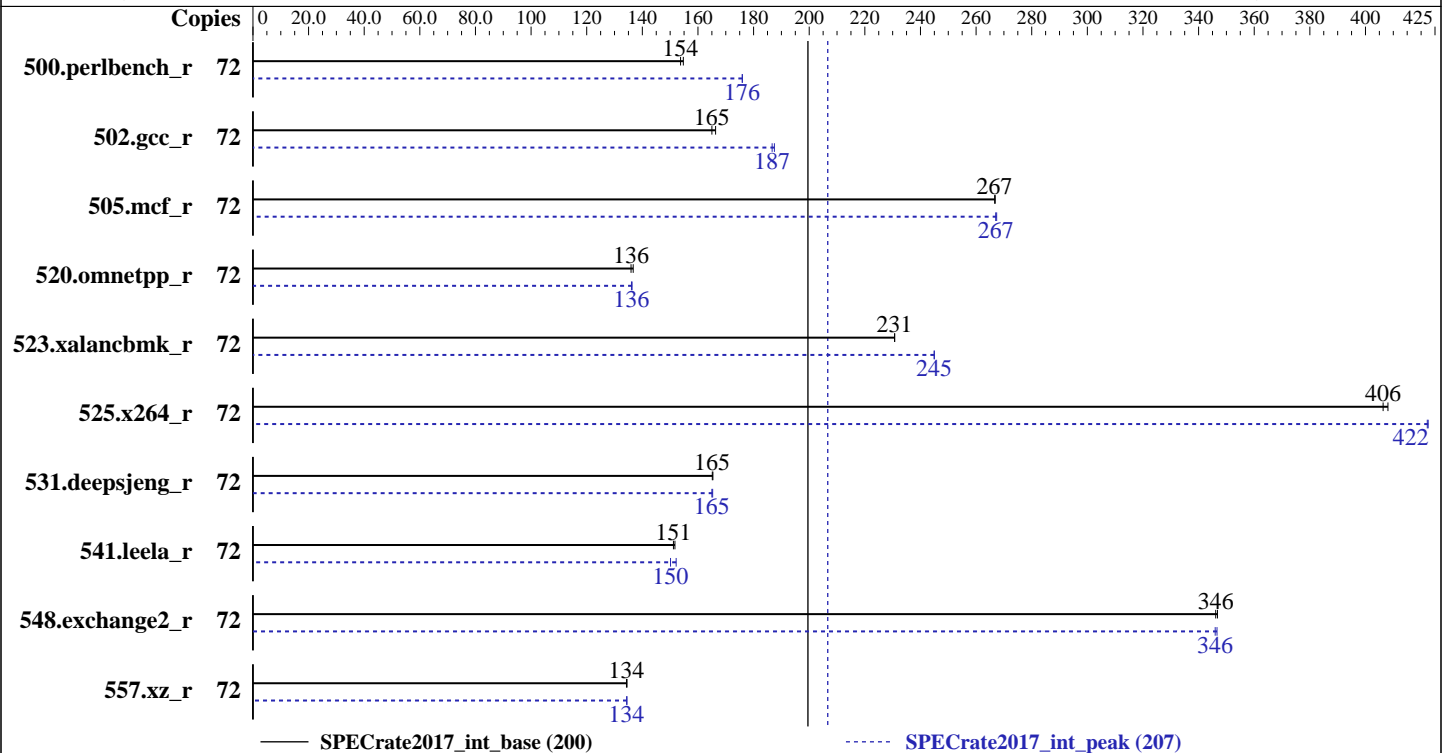 Copies 0 20.0 40.0 60.0 80.0 100 120 140 160 180 200 220 240 260 280 300 320 340 360 380 400 425
154
500.perlbench_r 72
176
165
502.gcc_r 72
187
267
505.mcf_r 72
267
136
520.omnetpp_r 72
136
231
523.xalancbmk_r 72
245
406
525.x264_r 72
422
165
531.deepsjeng_r 72
165
151
541.leela_r 72
150
346
548.exchange2_r 72
346
134
557.xz_r 72
134
SPECrate2017_int_base (200) SPECrate2017_int_peak (207)